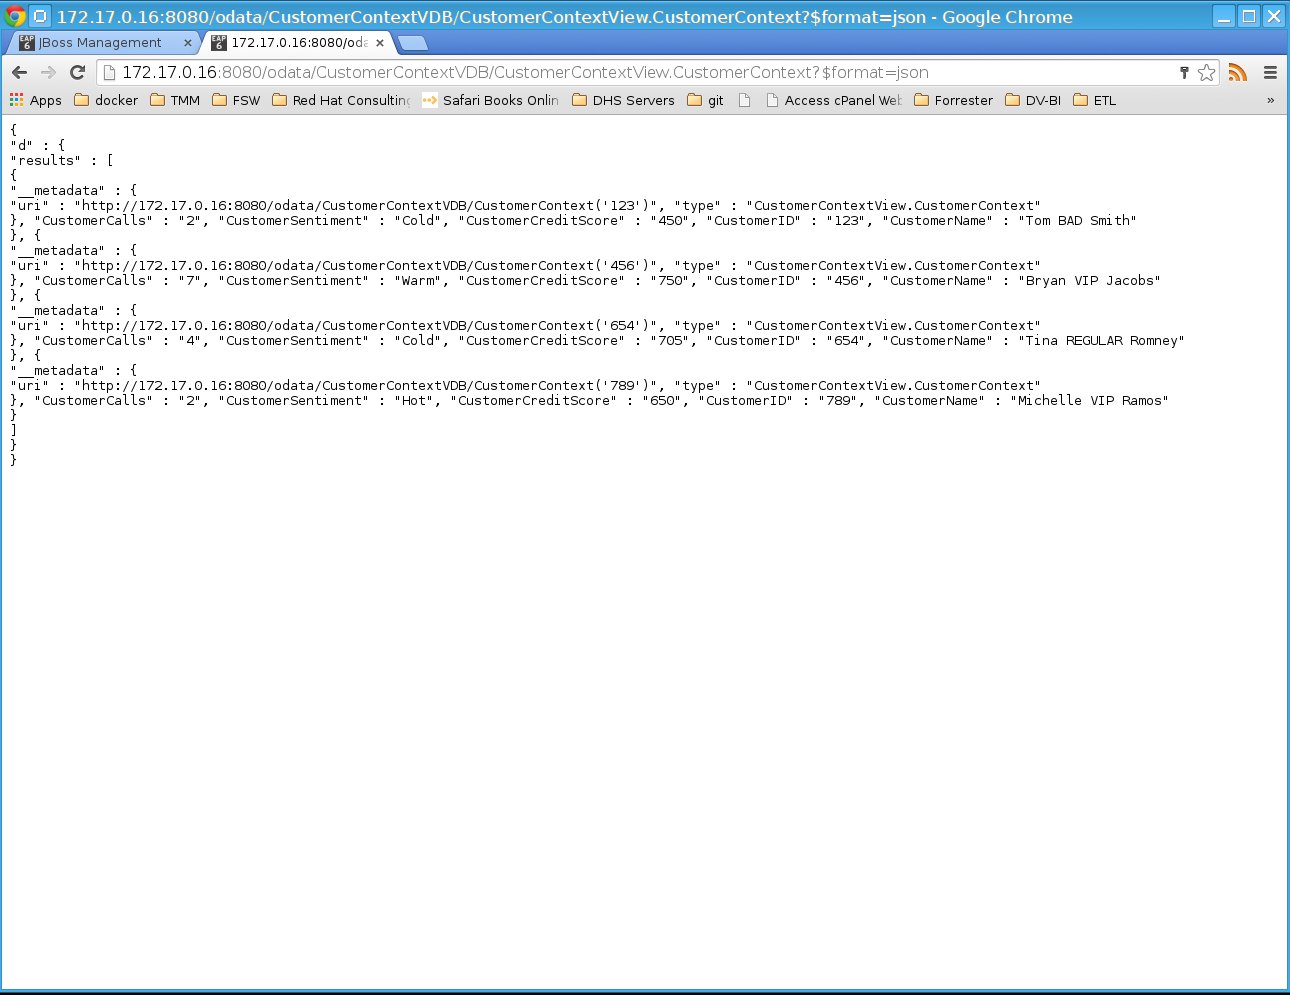 172.17.0.16:8080/odata/CustomerContextVDB/CustomerContextView.CustomerContext?$format=json - Google Chrome
EAP 6 JBoss Management × EAP 6 172.17.0.16:8080/oda ×
172.17.0.16:8080/odata/CustomerContextVDB/CustomerContextView.CustomerContext?$format=json
Apps docker TMM FSW Red Hat Consulting Safari Books Onlin DHS Servers git Access cPanel Web Forrester DV-BI ETL »
{
"d" : {
"results" : [
{
"__metadata" : {
"uri" : "http://172.17.0.16:8080/odata/CustomerContextVDB/CustomerContext('123')", "type" : "CustomerContextView.CustomerContext"
}, "CustomerCalls" : "2", "CustomerSentiment" : "Cold", "CustomerCreditScore" : "450", "CustomerID" : "123", "CustomerName" : "Tom BAD Smith"
}, {
"__metadata" : {
"uri" : "http://172.17.0.16:8080/odata/CustomerContextVDB/CustomerContext('456')", "type" : "CustomerContextView.CustomerContext"
}, "CustomerCalls" : "7", "CustomerSentiment" : "Warm", "CustomerCreditScore" : "750", "CustomerID" : "456", "CustomerName" : "Bryan VIP Jacobs"
}, {
"__metadata" : {
"uri" : "http://172.17.0.16:8080/odata/CustomerContextVDB/CustomerContext('654')", "type" : "CustomerContextView.CustomerContext"
}, "CustomerCalls" : "4", "CustomerSentiment" : "Cold", "CustomerCreditScore" : "705", "CustomerID" : "654", "CustomerName" : "Tina REGULAR Romney"
}, {
"__metadata" : {
"uri" : "http://172.17.0.16:8080/odata/CustomerContextVDB/CustomerContext('789')", "type" : "CustomerContextView.CustomerContext"
}, "CustomerCalls" : "2", "CustomerSentiment" : "Hot", "CustomerCreditScore" : "650", "CustomerID" : "789", "CustomerName" : "Michelle VIP Ramos"
}
]
}
}